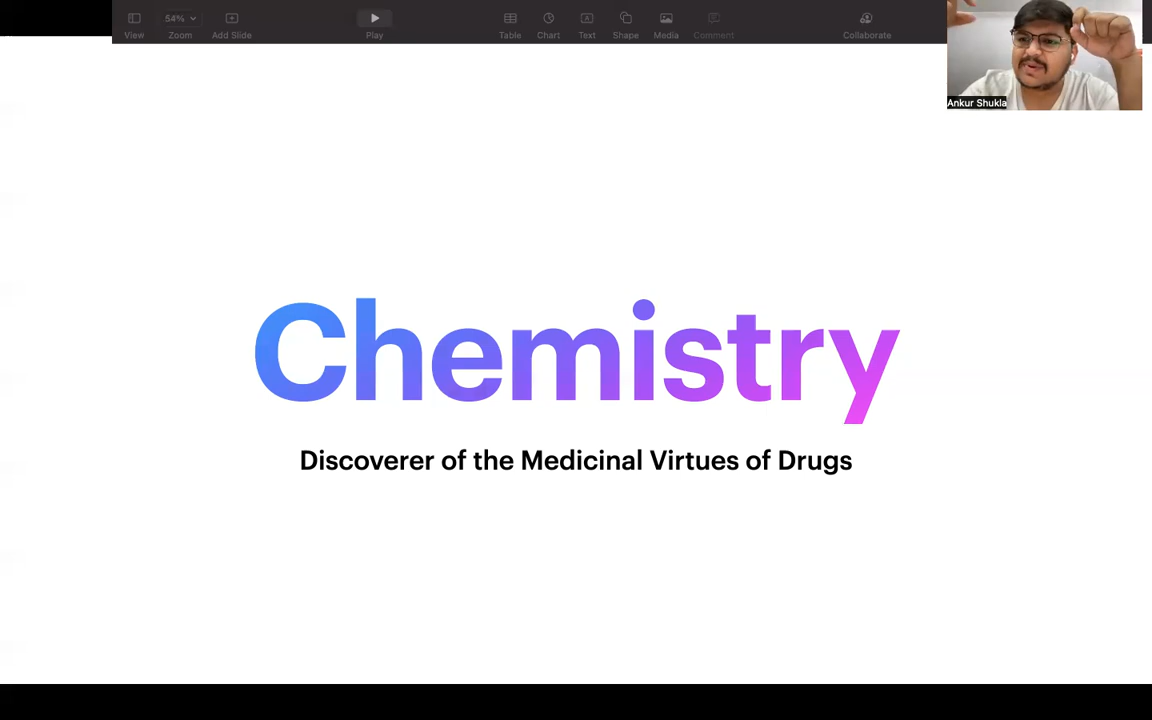 54%
View
Zoom
Add Slide
Play
Table
Chart
Text
Shape
Media
Comment
Collaborate
Ankur Shukla
Chemistry
Discoverer of the Medicinal Virtues of Drugs